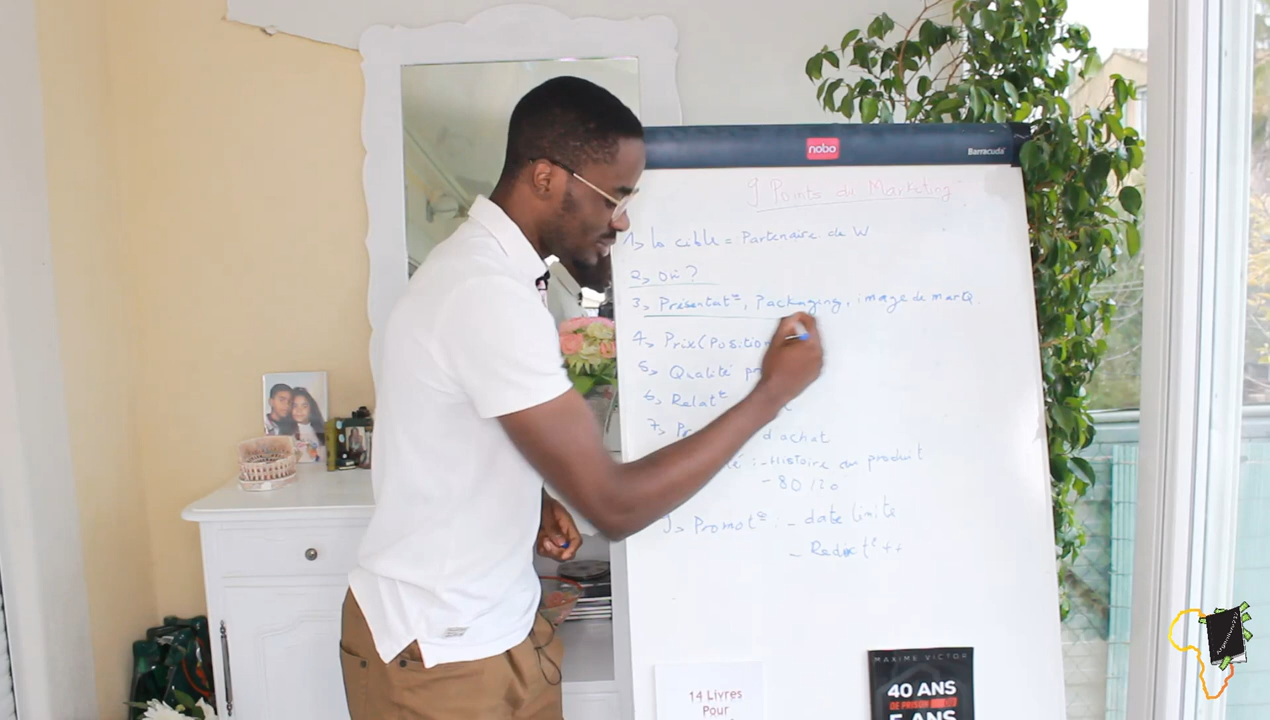 nobo
Barracuda
9 Points du Marketing
1> la cible = Partenaire de W
2> Où ?
3> Présentatº, Packaging, image de marQ.
4> Prix (Position
5> Qualité
6> Relatº
7> d'achat
: - Histoire du produit
- 80/20
9> Promotº : - date limite
- Reductº ++
MAXIME VICTOR
40 ANS
DE PRISON
5 ANS
14 Livres
Pour